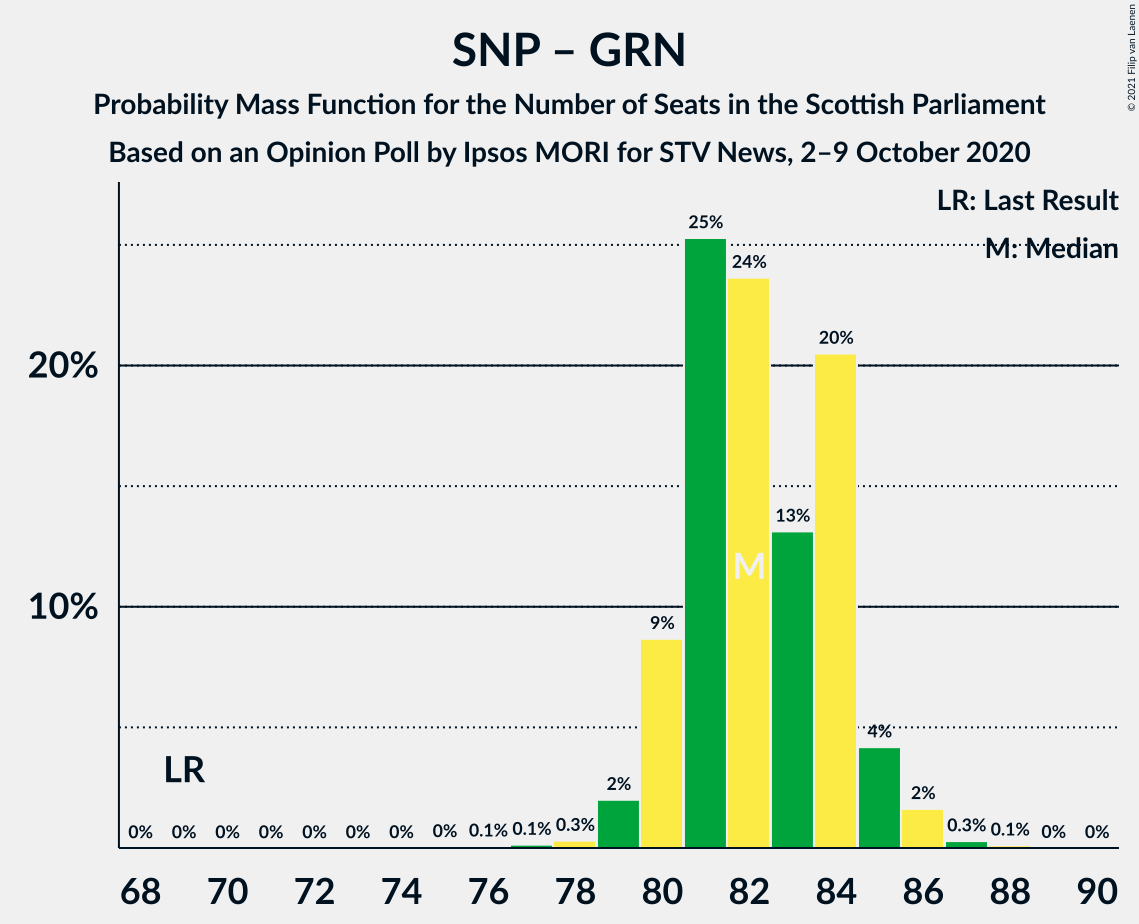 © 2021 Filip van Laenen
SNP – GRN
Probability Mass Function for the Number of Seats in the Scottish Parliament
Based on an Opinion Poll by Ipsos MORI for STV News, 2–9 October 2020
LR: Last Result
M: Median
25%
24%
20%
20%
13%
M
10%
9%
4%
LR
2%
2%
0% 0% 0% 0% 0% 0% 0% 0% 0.1% 0.1% 0.3% 0.3% 0.1% 0% 0%
68 70 72 74 76 78 80 82 84 86 88 90